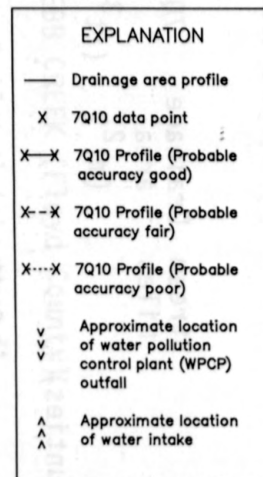 EXPLANATION
Drainage area profile
X 7Q10 data point
X—X 7Q10 Profile (Probable
accuracy good)
X--X 7Q10 Profile (Probable
accuracy fair)
X····X 7Q10 Profile (Probable
accuracy poor)
Approximate location
of water pollution
control plant (WPCP)
outfall
Approximate location
of water intake